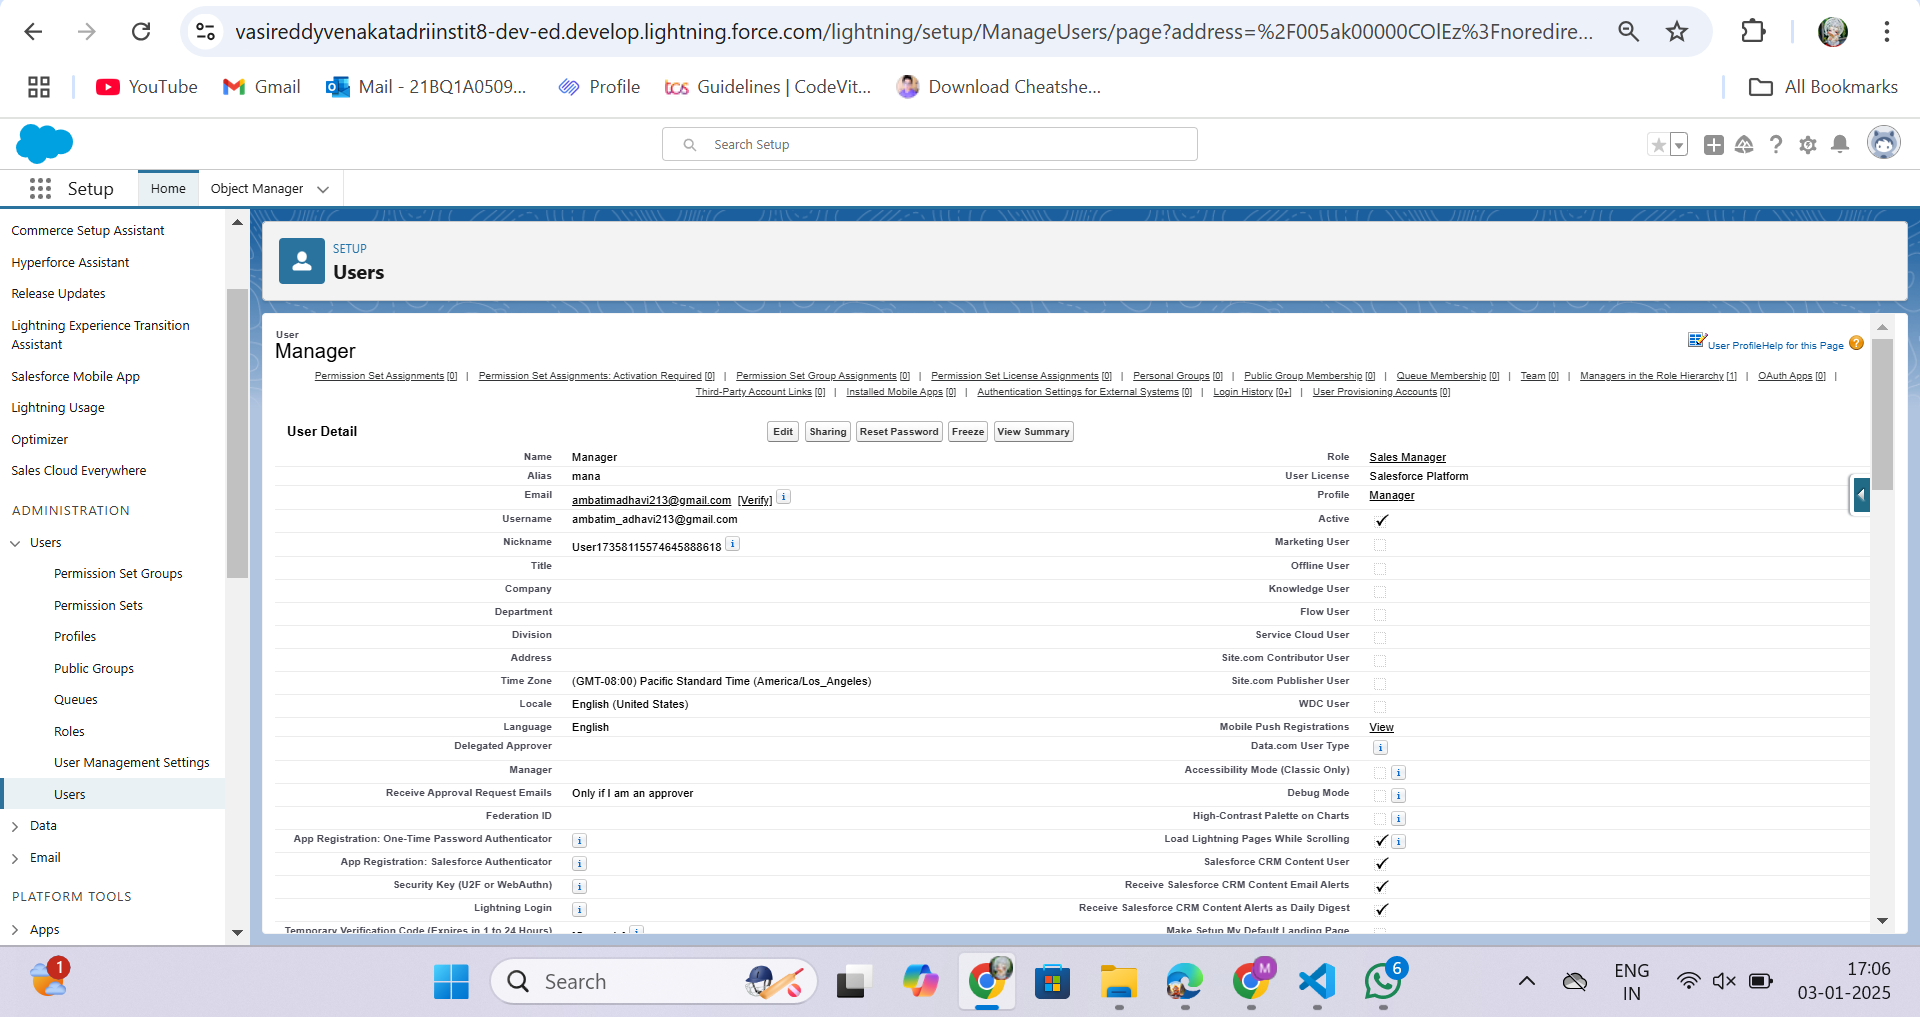 vasireddyvenakatadriinstit8-dev-ed.develop.lightning.force.com/lightning/setup/ManageUsers/page?address=%2F005ak00000COlEz%3Fnoredire...
YouTube
Gmail
Mail - 21BQ1A0509...
Profile
tcs Guidelines | CodeVit...
Download Cheatshe...
All Bookmarks
Search Setup
Setup
Home
Object Manager
Commerce Setup Assistant
Hyperforce Assistant
Release Updates
Lightning Experience Transition
Assistant
Salesforce Mobile App
Lightning Usage
Optimizer
Sales Cloud Everywhere
ADMINISTRATION
Users
Permission Set Groups
Permission Sets
Profiles
Public Groups
Queues
Roles
User Management Settings
Users
Data
Email
PLATFORM TOOLS
Apps
SETUP
Users
User
Manager
User Profile Help for this Page ?
Permission Set Assignments [0] | Permission Set Assignments: Activation Required [0] | Permission Set Group Assignments [0] | Permission Set License Assignments [0] | Personal Groups [0] | Public Group Membership [0] | Queue Membership [0] | Team [0] | Managers in the Role Hierarchy [1] | OAuth Apps [0] |
Third-Party Account Links [0] | Installed Mobile Apps [0] | Authentication Settings for External Systems [0] | Login History [0+] | User Provisioning Accounts [0]
User Detail
Edit Sharing Reset Password Freeze View Summary
Name Manager Role Sales Manager
Alias mana User License Salesforce Platform
Email ambatimadhavi213@gmail.com [Verify] i Profile Manager
Username ambatim_adhavi213@gmail.com Active
Nickname User17358115574645888618 i Marketing User
Title Offline User
Company Knowledge User
Department Flow User
Division Service Cloud User
Address Site.com Contributor User
Time Zone (GMT-08:00) Pacific Standard Time (America/Los_Angeles) Site.com Publisher User
Locale English (United States) WDC User
Language English Mobile Push Registrations View
Delegated Approver Data.com User Type i
Manager Accessibility Mode (Classic Only) i
Receive Approval Request Emails Only if I am an approver Debug Mode i
Federation ID High-Contrast Palette on Charts i
App Registration: One-Time Password Authenticator i Load Lightning Pages While Scrolling i
App Registration: Salesforce Authenticator i Salesforce CRM Content User
Security Key (U2F or WebAuthn) i Receive Salesforce CRM Content Email Alerts
Lightning Login i Receive Salesforce CRM Content Alerts as Daily Digest
Temporary Verification Code (Expires in 1 to 24 Hours) i Make Setup My Default Landing Page
1
Search
M
6
ENG
IN
17:06
03-01-2025